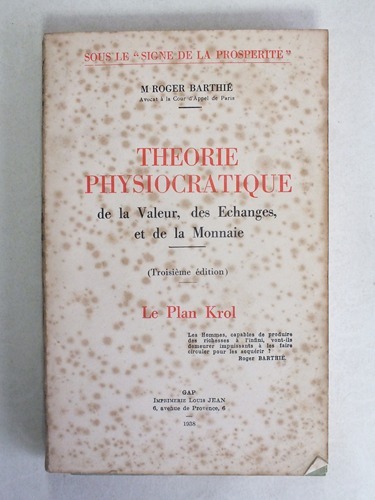 SOUS LE "SIGNE DE LA PROSPERITE"
M ROGER BARTHIÉ
Avocat à la Cour d'Appel de Paris
THEORIE
PHYSIOCRATIQUE
de la Valeur, des Echanges,
et de la Monnaie
(Troisième édition)
Le Plan Krol
Les Hommes, capables de produire
des richesses à l'infini, vont-ils
demeurer impuissants à les faire
circuler pour les acquérir ?
Roger BARTHIÉ.
GAP
IMPRIMERIE LOUIS JEAN
6, avenue de Provence, 6
1938